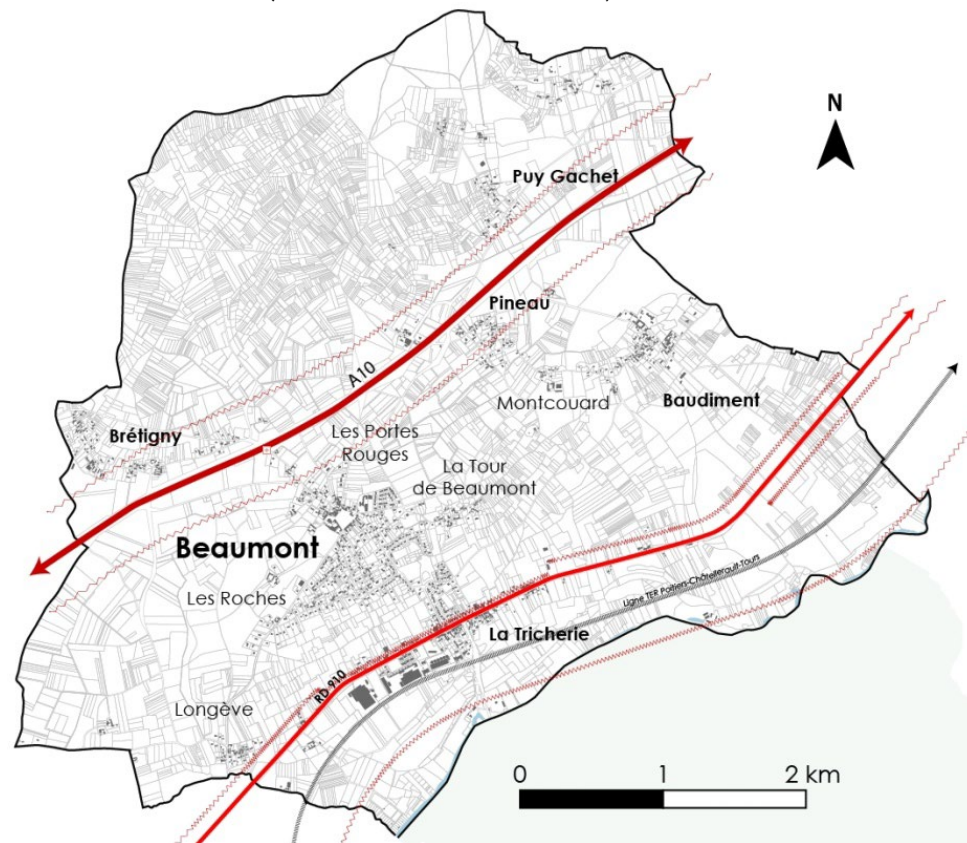 N
Puy Gachet
Pineau
A10
Montcouard
Baudiment
Brétigny
Les Portes
Rouges
La Tour
de Beaumont
Beaumont
Les Roches
Ligne TER Poitiers-Châtellerault-Tours
La Tricherie
RD 910
Longève
0 1 2 km